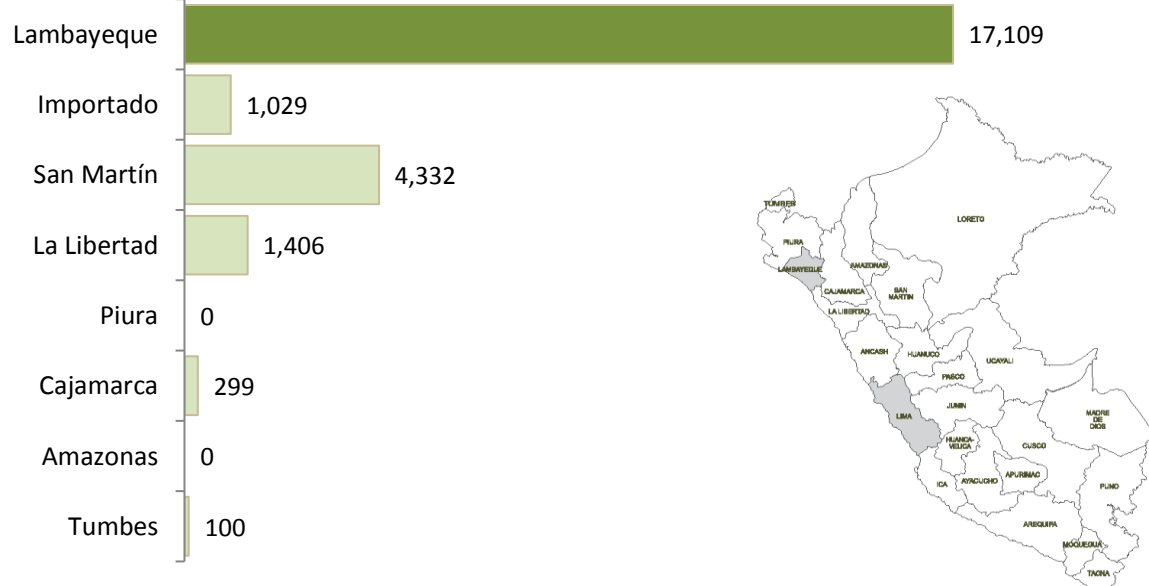 Lambayeque 17,109
Importado 1,029
San Martín 4,332
La Libertad 1,406
Piura 0
Cajamarca 299
Amazonas 0
Tumbes 100
TUMBES
LORETO
PIURA
LAMBAYEQUE
AMAZONAS
CAJAMARCA
SAN
MARTIN
LA LIBERTAD
ANCASH
HUANUCO
UCAYALI
PASCO
LIMA
JUNIN
MADRE
DE
DIOS
HUANCA-
VELICA
CUSCO
ICA
AYACUCHO
APURIMAC
PUNO
AREQUIPA
MOQUEGUA
TACNA